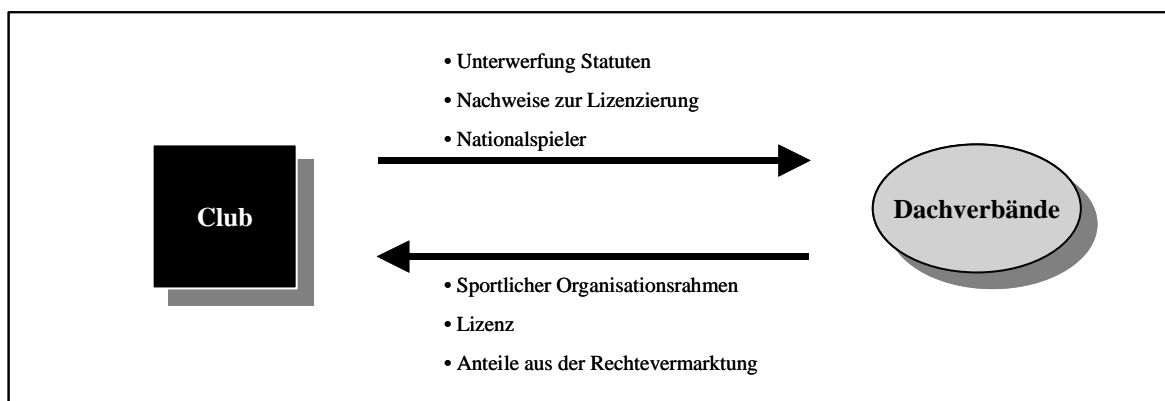 • Unterwerfung Statuten
• Nachweise zur Lizenzierung
• Nationalspieler
Club
Dachverbände
• Sportlicher Organisationsrahmen
• Lizenz
• Anteile aus der Rechtevermarktung